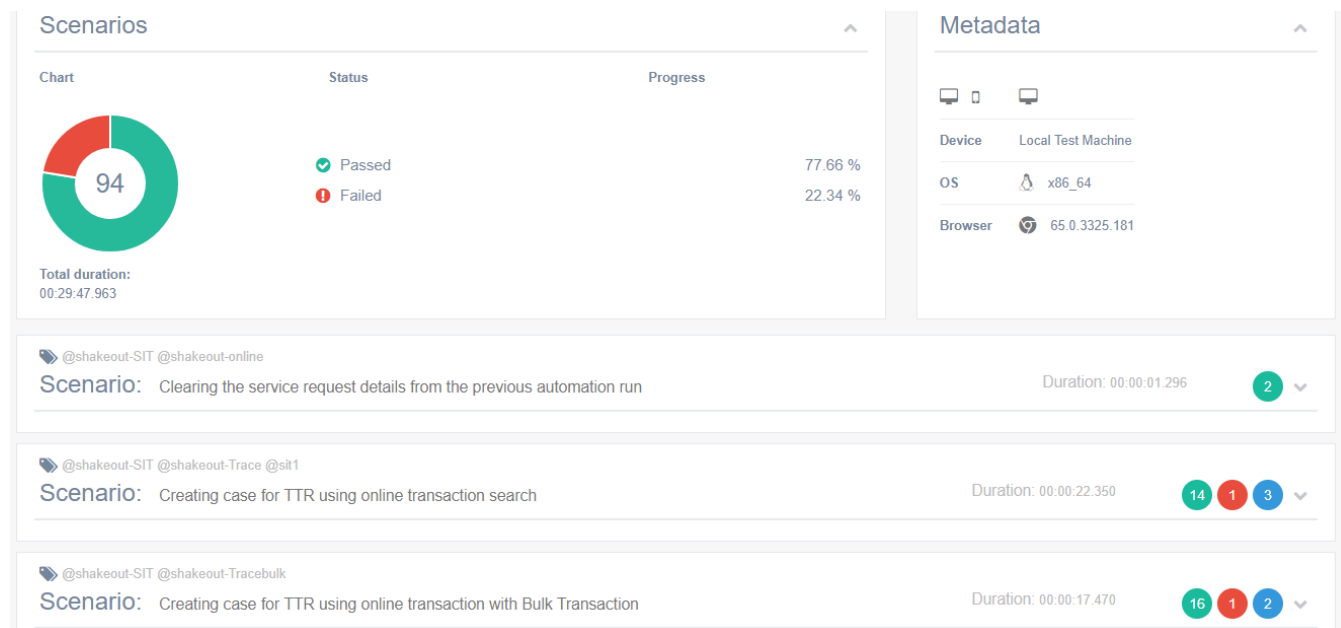 Scenarios
Metadata
Chart Status Progress
94
Passed 77.66 %
Failed 22.34 %
Total duration:
00:29:47.963
Device Local Test Machine
OS x86_64
Browser 65.0.3325.181
@shakeout-SIT @shakeout-online
Scenario: Clearing the service request details from the previous automation run Duration: 00:00:01.296 2
@shakeout-SIT @shakeout-Trace @sit1
Scenario: Creating case for TTR using online transaction search Duration: 00:00:22.350 14 1 3
@shakeout-SIT @shakeout-Tracebulk
Scenario: Creating case for TTR using online transaction with Bulk Transaction Duration: 00:00:17.470 16 1 2